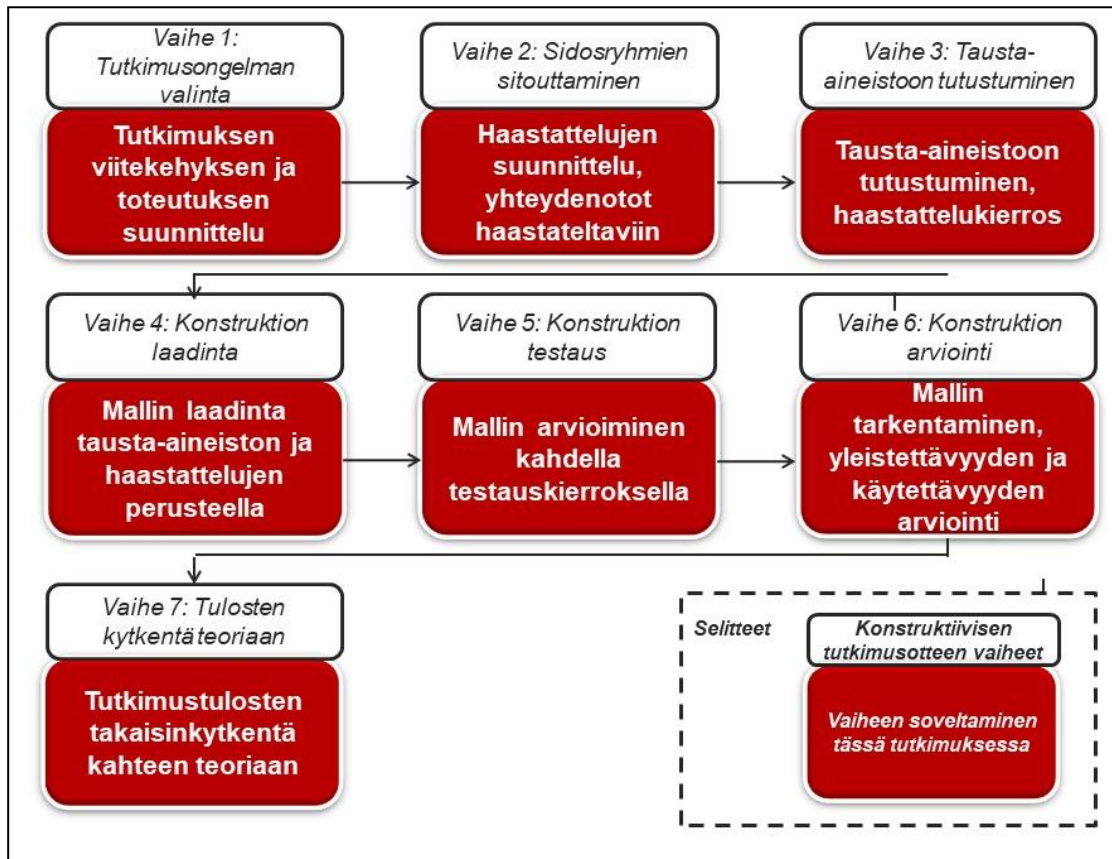 Vaihe 1:
Tutkimusongelman
valinta
Tutkimuksen
viitekehyksen ja
toteutuksen
suunnittelu
Vaihe 2: Sidosryhmien
sitouttaminen
Haastattelujen
suunnittelu,
yhteydenotot
haastateltaviin
Vaihe 3: Tausta-
aineistoon tutustuminen
Tausta-aineistoon
tutustuminen,
haastattelukierros
Vaihe 4: Konstruktion
laadinta
Mallin laadinta
tausta-aineiston ja
haastattelujen
perusteella
Vaihe 5: Konstruktion
testaus
Mallin arvioiminen
kahdella
testauskierroksella
Vaihe 6: Konstruktion
arviointi
Mallin
tarkentaminen,
yleistettävyyden ja
käytettävyyden
arviointi
Vaihe 7: Tulosten
kytkentä teoriaan
Tutkimustulosten
takaisinkytkentä
kahteen teoriaan
Selitteet
Konstruktiivisen
tutkimusotteen vaiheet
Vaiheen soveltaminen
tässä tutkimuksessa